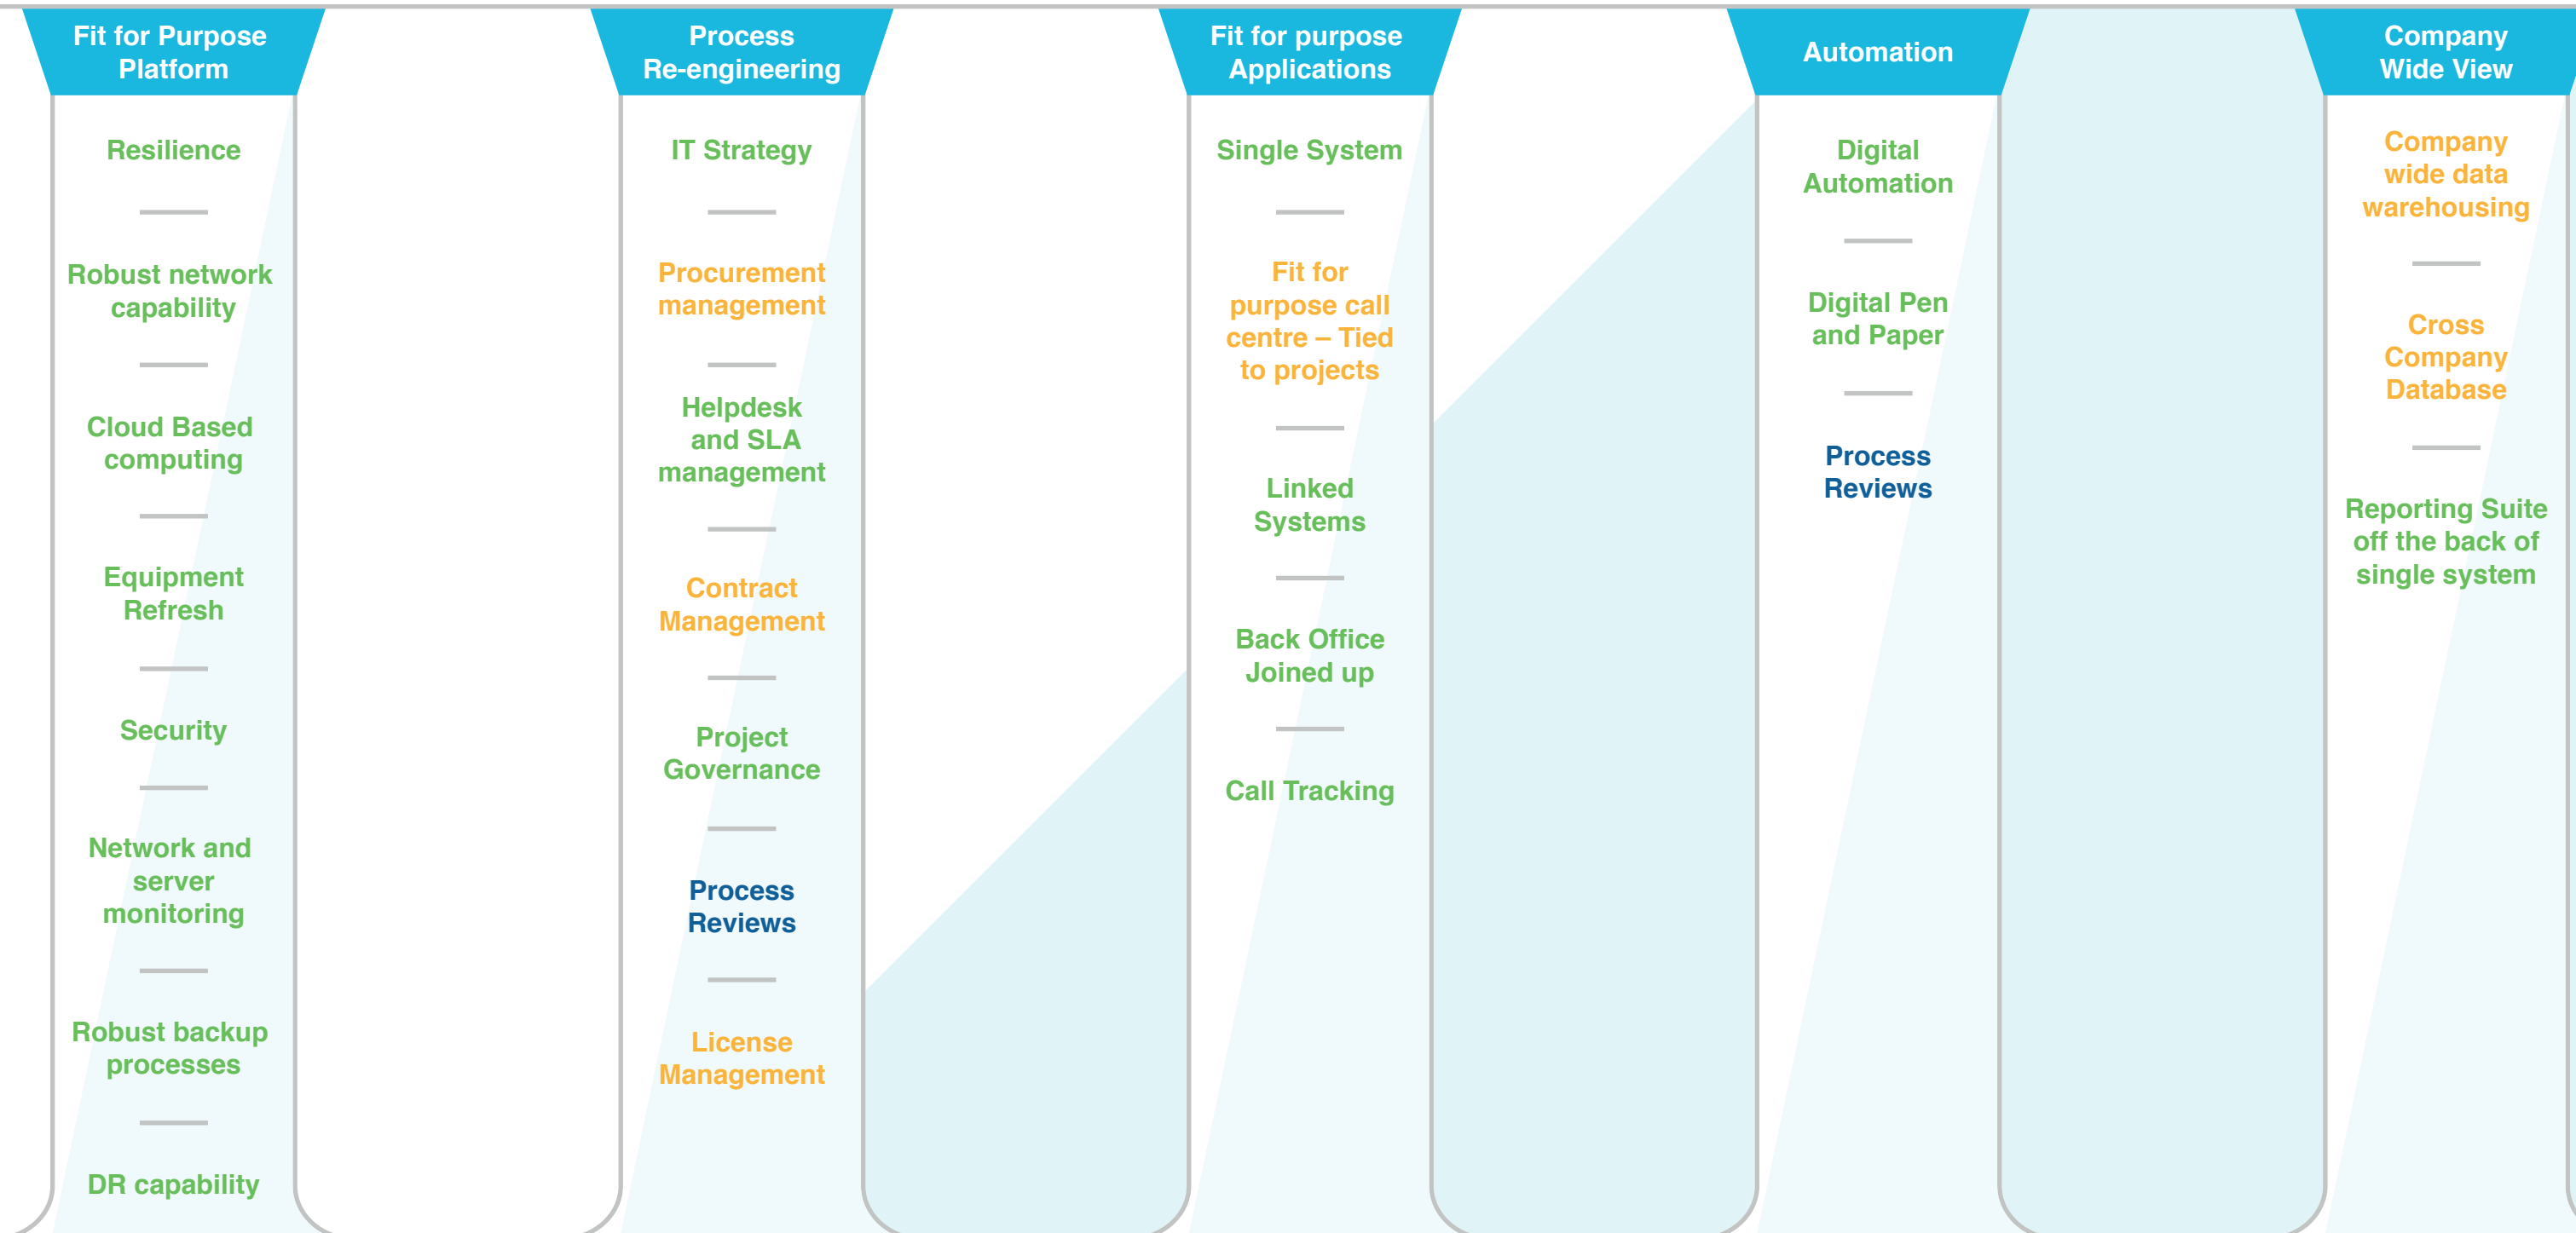 Fit for Purpose
Platform
Resilience
Robust network
capability
Cloud Based
computing
Equipment
Refresh
Security
Network and
server
monitoring
Robust backup
processes
DR capability
Process
Re-engineering
IT Strategy
Procurement
management
Helpdesk
and SLA
management
Contract
Management
Project
Governance
Process
Reviews
License
Management
Fit for purpose
Applications
Single System
Fit for
purpose call
centre – Tied
to projects
Linked
Systems
Back Office
Joined up
Call Tracking
Automation
Digital
Automation
Digital Pen
and Paper
Process
Reviews
Company
Wide View
Company
wide data
warehousing
Cross
Company
Database
Reporting Suite
off the back of
single system